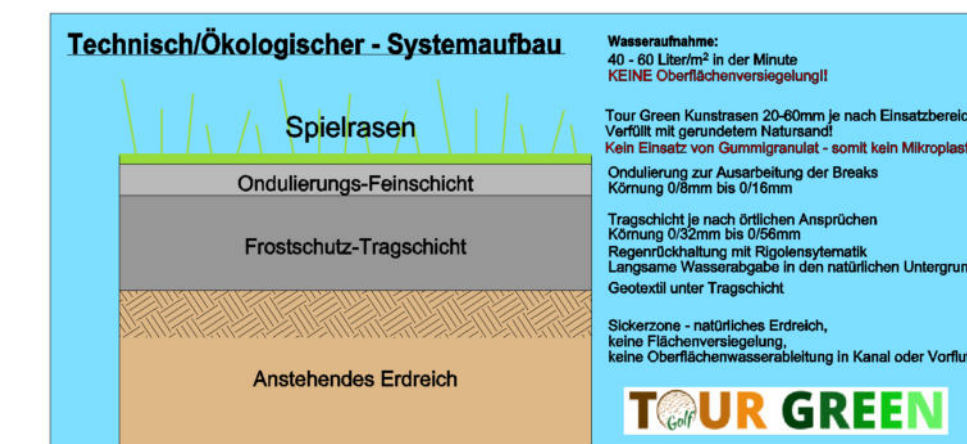 Technisch/Ökologischer - Systemaufbau
Spielrasen
Ondulierungs-Feinschicht
Frostschutz-Tragschicht
Anstehendes Erdreich
Wasseraufnahme:
40 - 60 Liter/m² in der Minute
KEINE Oberflächenversiegelung!!
Tour Green Kunstrasen 20-60mm je nach Einsatzbereic
Verfüllt mit gerundetem Natursand!
Kein Einsatz von Gummigranulat - somit kein Mikroplast
Ondulierung zur Ausarbeitung der Breaks
Körnung 0/8mm bis 0/16mm
Tragschicht je nach örtlichen Ansprüchen
Körnung 0/32mm bis 0/56mm
Regenrückhaltung mit Rigolensytematik
Langsame Wasserabgabe in den natürlichen Untergrun
Geotextil unter Tragschicht
Sickerzone - natürliches Erdreich,
keine Flächenversiegelung,
keine Oberflächenwasserableitung in Kanal oder Vorflu
TOUR GREEN
Golf